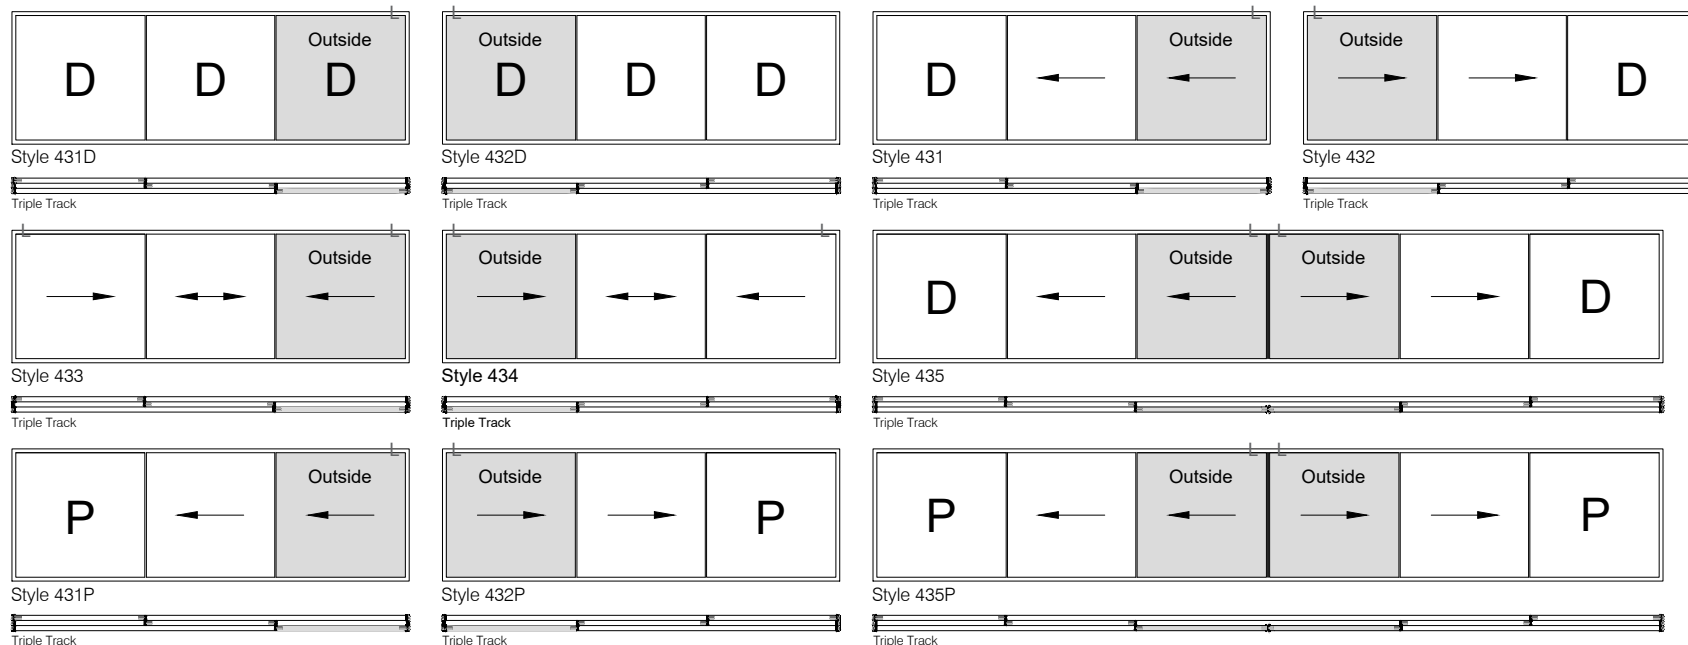 Outside
D D D
Style 431D
Triple Track
Outside
D D D
Style 432D
Triple Track
Outside
D
Style 431
Triple Track
Outside
D
Style 432
Triple Track
Outside
Style 433
Triple Track
Outside
Style 434
Triple Track
Outside Outside
D D
Style 435
Triple Track
Outside
P
Style 431P
Triple Track
Outside
P
Style 432P
Triple Track
Outside Outside
P P
Style 435P
Triple Track